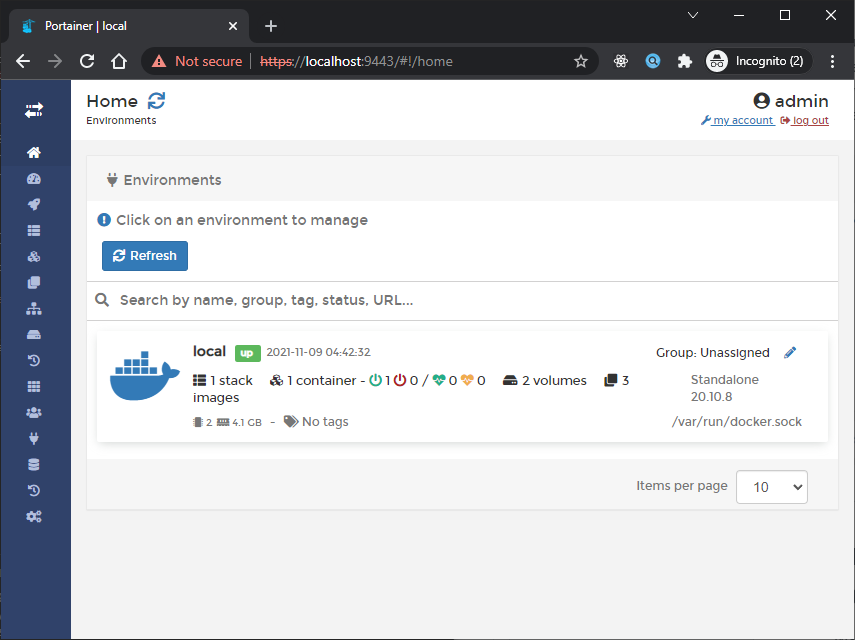 Portainer | local
Not secure
https://localhost:9443/#!/home
Incognito (2)
Home
admin
Environments
my account
log out
Environments
Click on an environment to manage
Refresh
Search by name, group, tag, status, URL...
local up 2021-11-09 04:42:32
Group: Unassigned
1 stack 1 container - 1 0 / 0 0 2 volumes 3
images
Standalone
20.10.8
2 4.1 GB - No tags
/var/run/docker.sock
Items per page 10